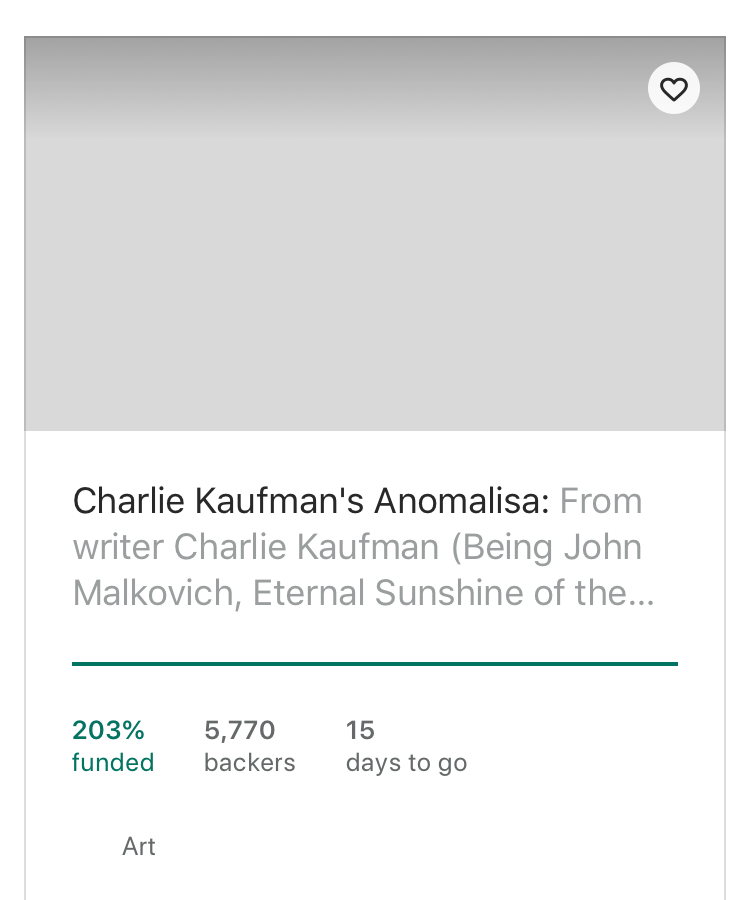 Charlie Kaufman's Anomalisa: From
writer Charlie Kaufman (Being John
Malkovich, Eternal Sunshine of the...
203% 5,770 15
funded backers days to go
Art